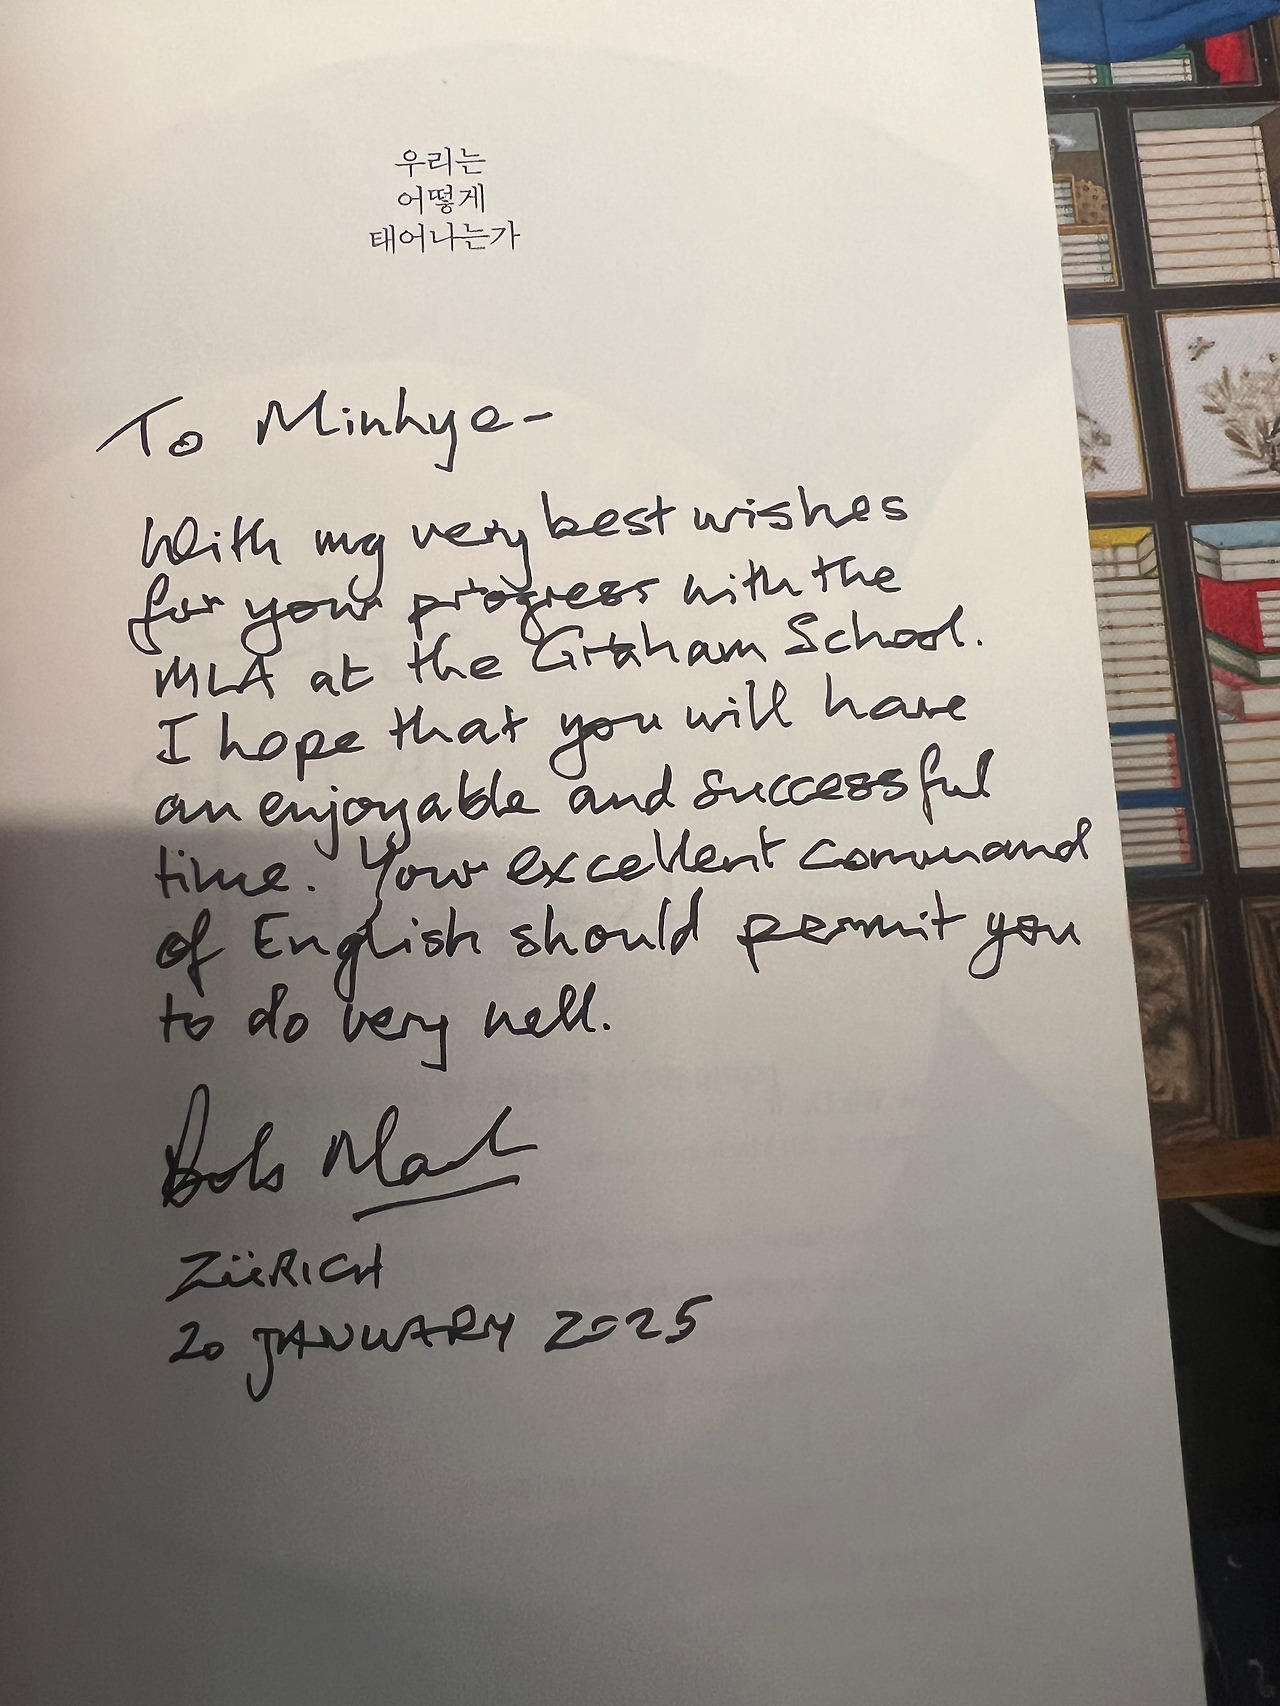 우리는
어떻게
태어나는가
To Minhye-
With my very best wishes
for your progress with the
MLA at the Graham School.
I hope that you will have
an enjoyable and successful
time. Your excellent command
of English should permit you
to do very well.
Bob
ZÜRICH
20 JANUARY 2025